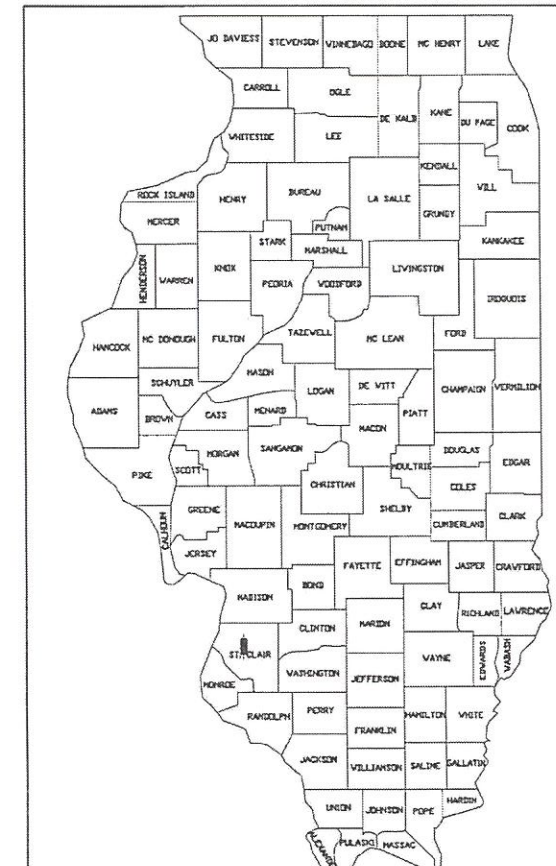 JO DAVIESS
STEVENSON
WINNEBAGO
BOONE
MC HENRY
LAKE
CARROLL
OGLE
DE KALB
KANE
DU PAGE
COOK
WHITESIDE
LEE
KENDALL
WILL
ROCK ISLAND
HENRY
BUREAU
LA SALLE
GRUNDY
MERCER
PUTNAM
STARK
MARSHALL
KANKAKEE
HENDERSON
WARREN
KNOX
PEORIA
WOODFORD
LIVINGSTON
IROQUOIS
HANCOCK
MC DONOUGH
FULTON
TAZEWELL
MC LEAN
FORD
MASON
SCHUYLER
LOGAN
DE WITT
CHAMPAIGN
VERMILION
ADAMS
BROWN
CASS
MENARD
MACON
PIATT
PIKE
SCOTT
MORGAN
SANGAMON
MOULTRIE
DOUGLAS
EDGAR
CHRISTIAN
COLES
CALHOUN
GREENE
MACOUPIN
MONTGOMERY
SHELBY
CUMBERLAND
CLARK
JERSEY
FAYETTE
EFFINGHAM
JASPER
CRAWFORD
MADISON
BOND
CLAY
RICHLAND
LAWRENCE
CLINTON
MARION
ST. CLAIR
WAYNE
EDWARDS
WABASH
WASHINGTON
JEFFERSON
MONROE
RANDOLPH
PERRY
HAMILTON
WHITE
FRANKLIN
JACKSON
WILLIAMSON
SALINE
GALLATIN
UNION
JOHNSON
POPE
HARDIN
ALEXANDER
PULASKI
MASSAC